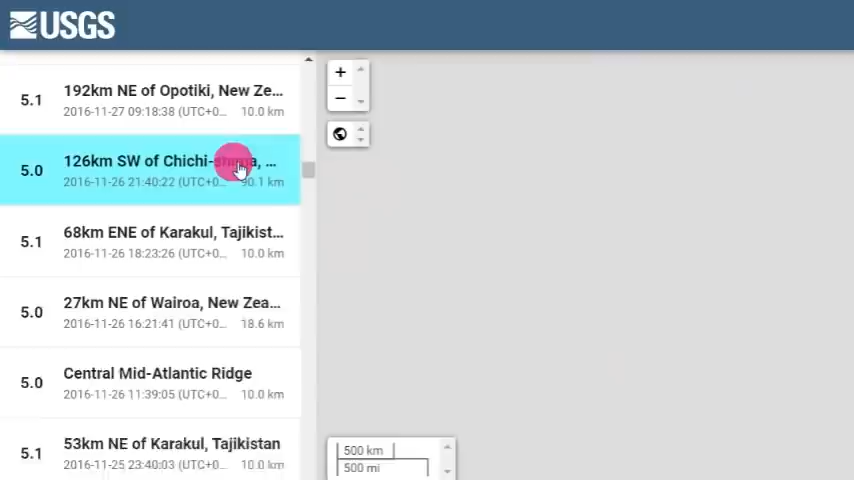 USGS
5.1
192km NE of Opotiki, New Ze...
2016-11-27 09:18:38 (UTC+0... 10.0 km
5.0
126km SW of Chichi-shima, ...
2016-11-26 21:40:22 (UTC+0... 90.1 km
5.1
68km ENE of Karakul, Tajikist...
2016-11-26 18:23:26 (UTC+0... 10.0 km
5.0
27km NE of Wairoa, New Zea...
2016-11-26 16:21:41 (UTC+0... 18.6 km
5.0
Central Mid-Atlantic Ridge
2016-11-26 11:39:05 (UTC+0... 10.0 km
5.1
53km NE of Karakul, Tajikistan
2016-11-25 23:40:03 (UTC+0... 10.0 km
+
−
500 km
500 mi